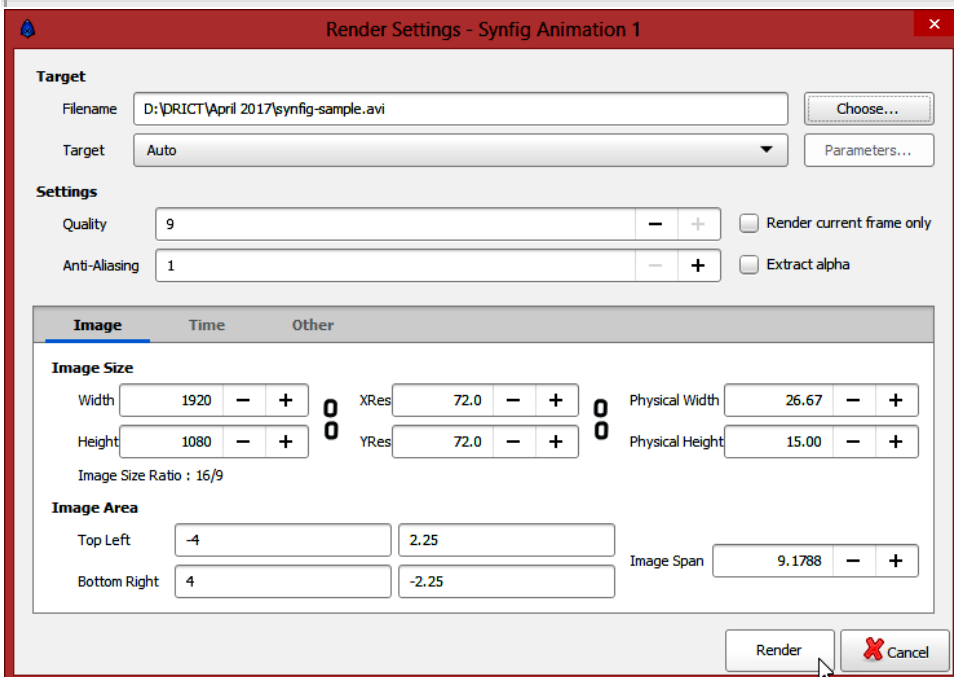 Render Settings - Synfig Animation 1
Target
Filename D:\DRICT\April 2017\synfig-sample.avi Choose...
Target Auto Parameters...
Settings
Quality 9 Render current frame only
Anti-Aliasing 1 Extract alpha
Image Time Other
Image Size
Width 1920 XRes 72.0 Physical Width 26.67
Height 1080 YRes 72.0 Physical Height 15.00
Image Size Ratio : 16/9
Image Area
Top Left -4 2.25
Image Span 9.1788
Bottom Right 4 -2.25
Render Cancel